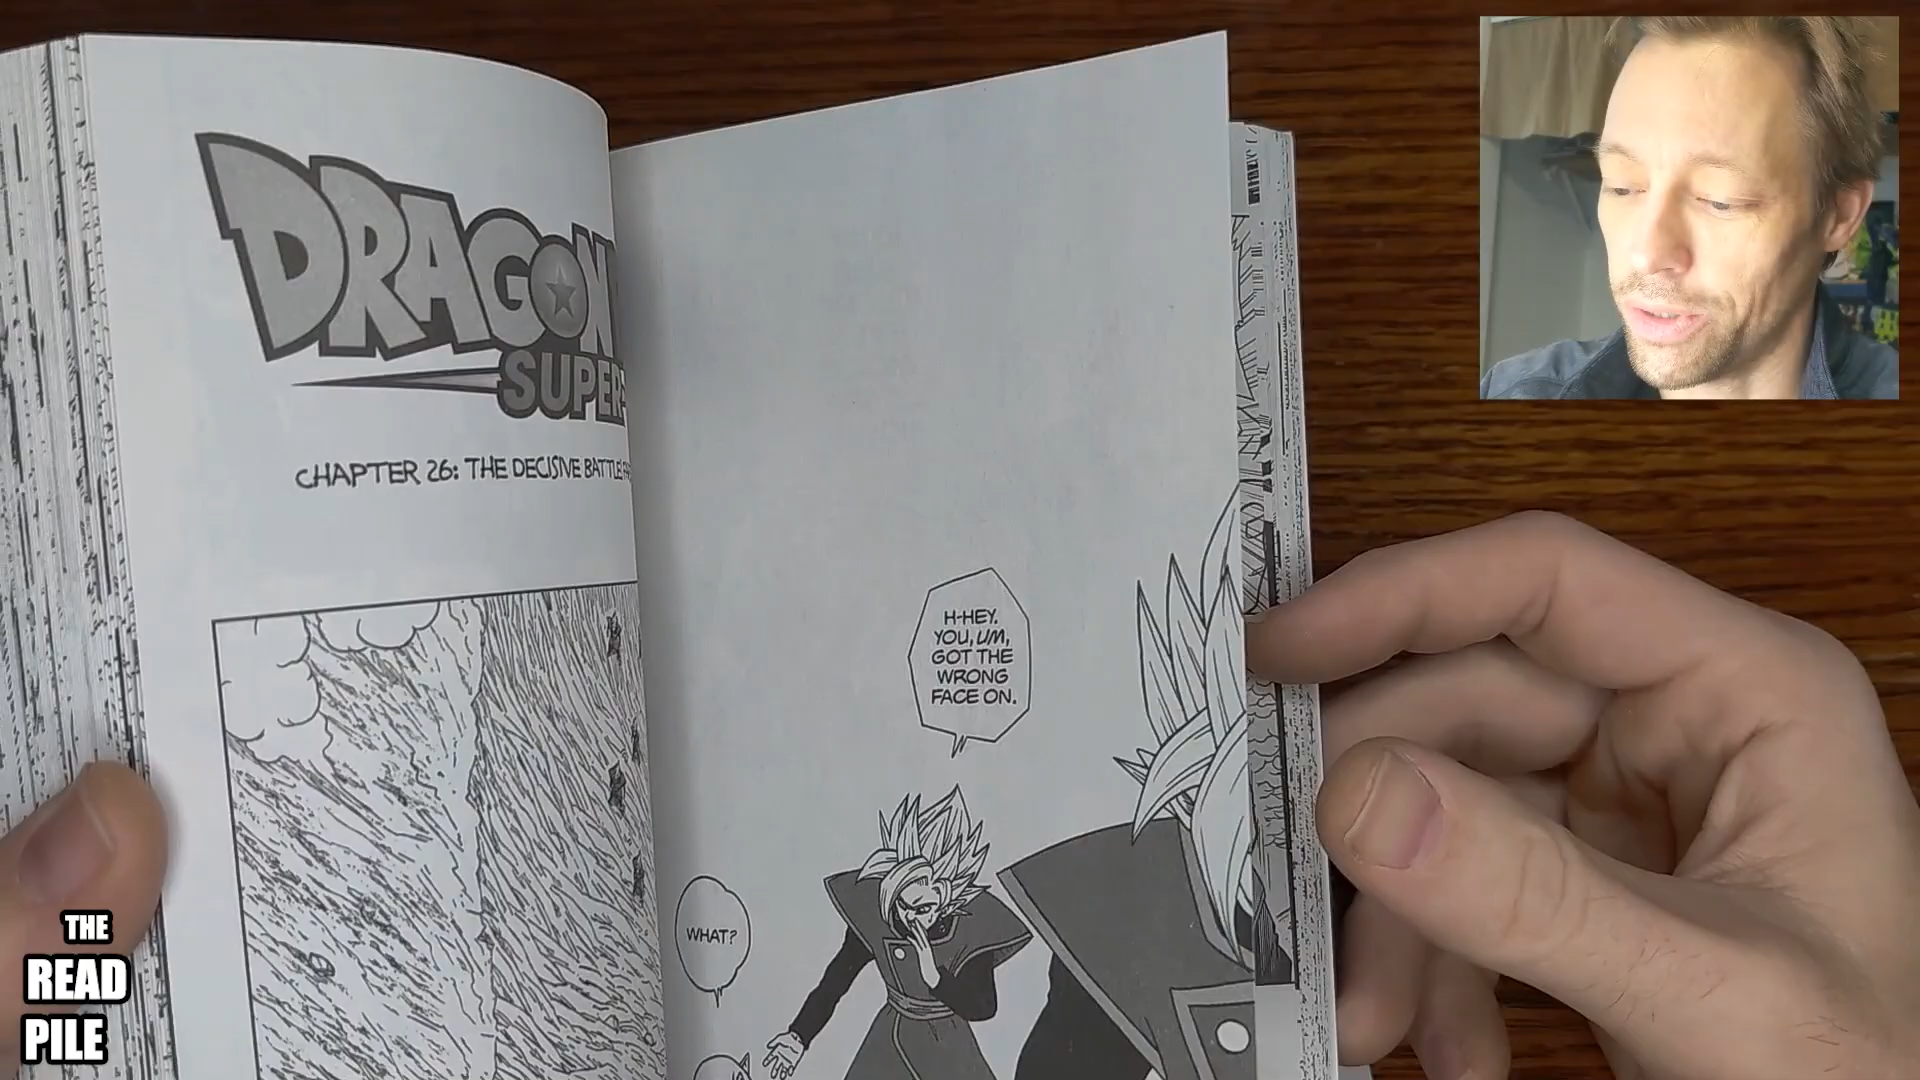 DRAGON
SUPER
CHAPTER 26: THE DECISIVE BATTLE!
H-HEY.
YOU, UM,
GOT THE
WRONG
FACE ON.
WHAT?
THE
READ
PILE